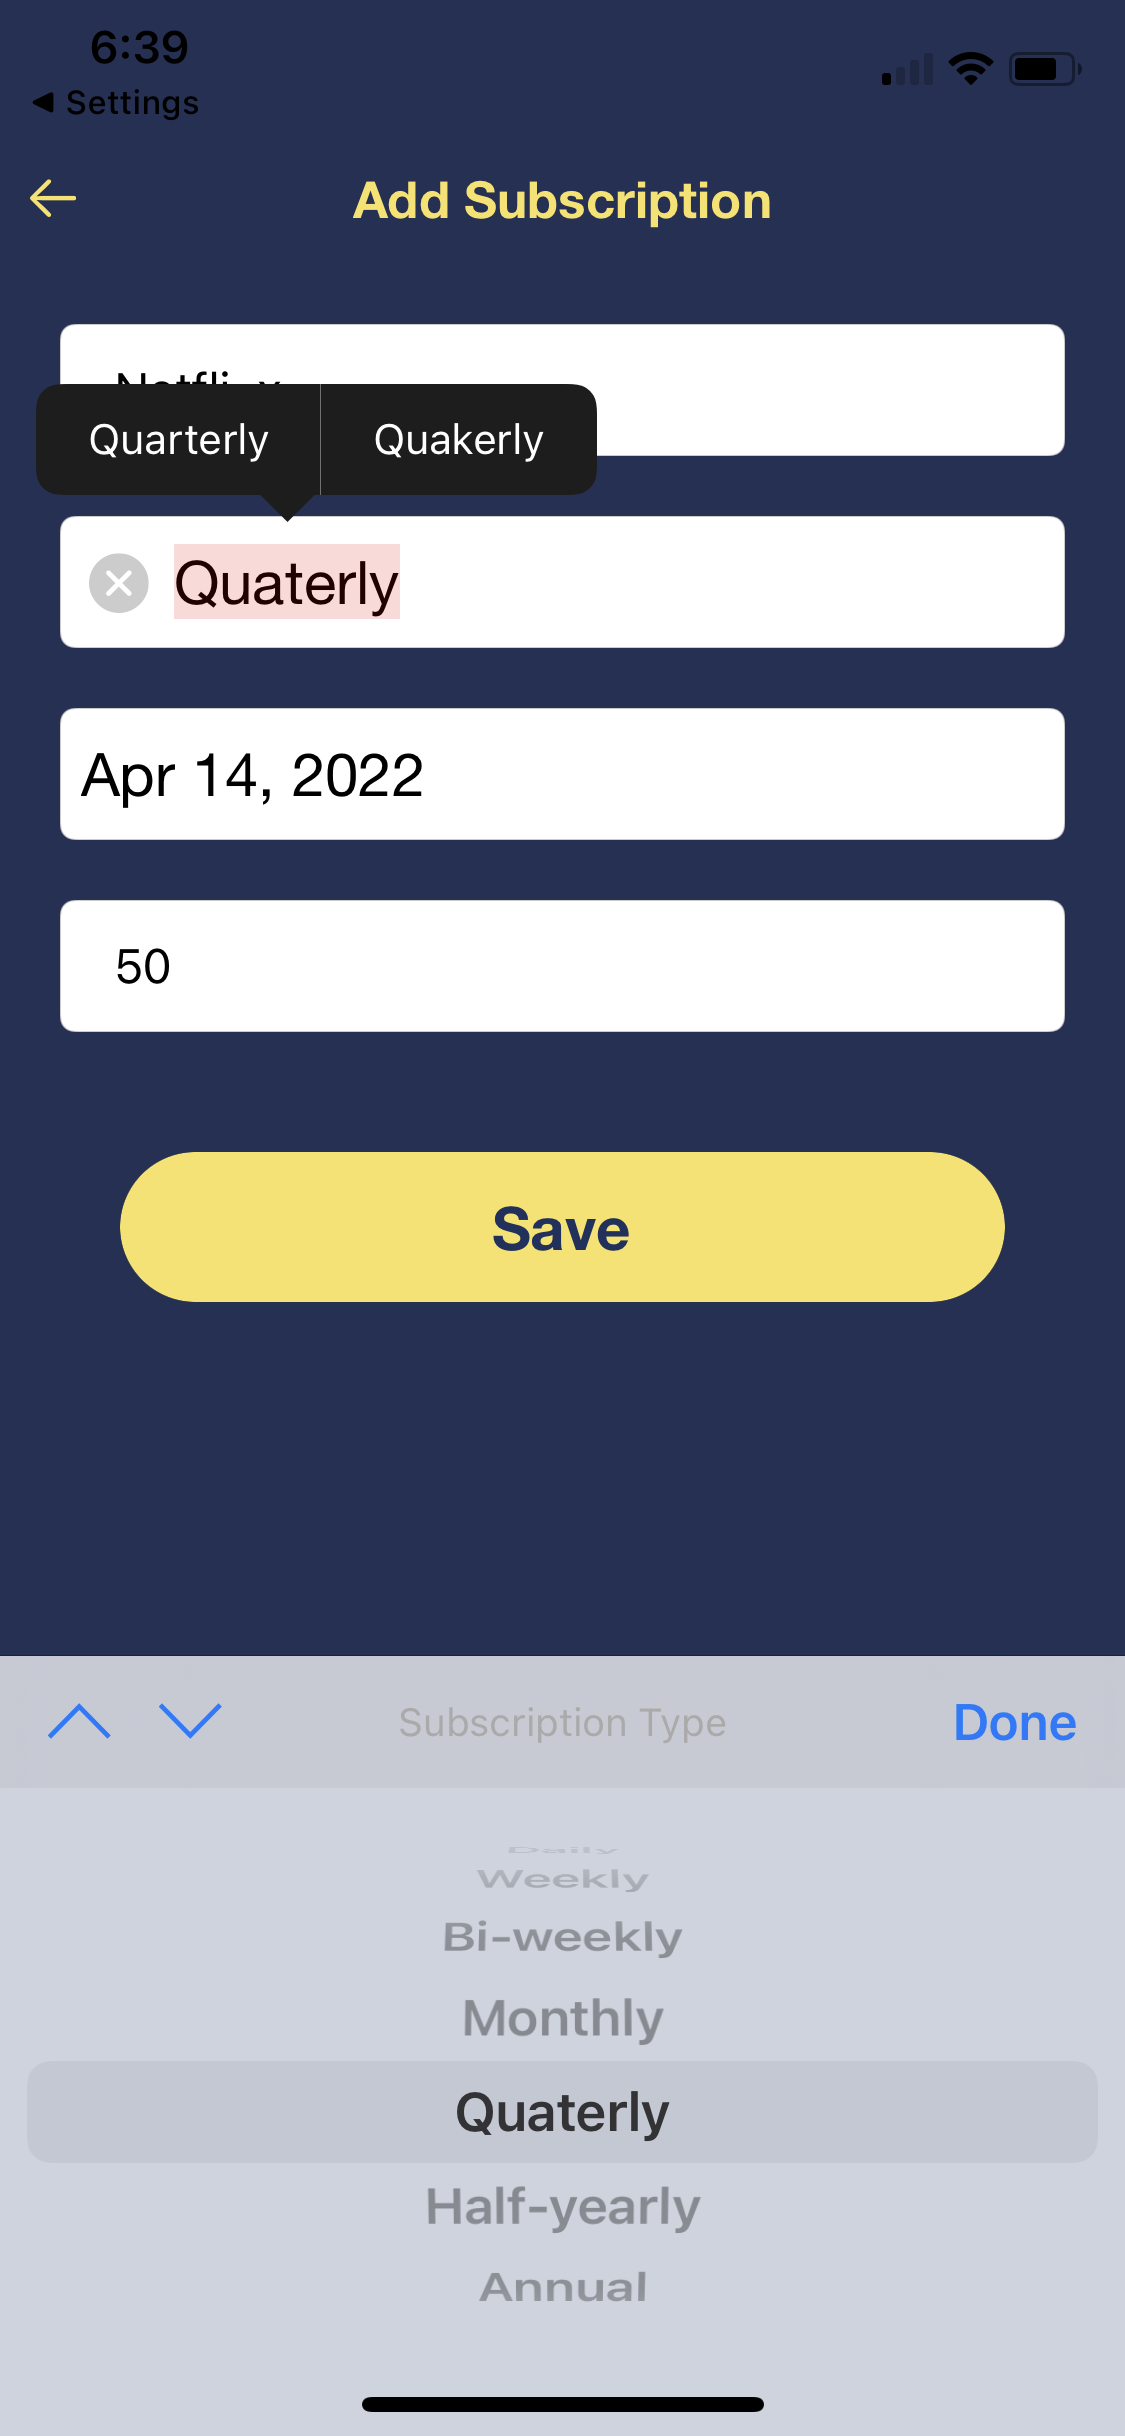 6:39
Settings
Add Subscription
Quarterly
Quakerly
Quaterly
Apr 14, 2022
50
Save
Subscription Type
Done
Daily
Weekly
Bi-weekly
Monthly
Quaterly
Half-yearly
Annual